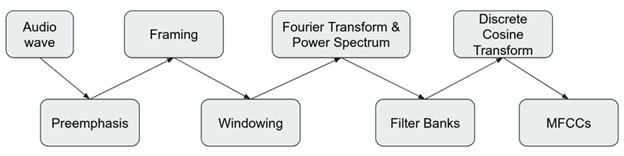 Audio
wave
Preemphasis
Framing
Windowing
Fourier Transform &
Power Spectrum
Filter Banks
Discrete
Cosine
Transform
MFCCs